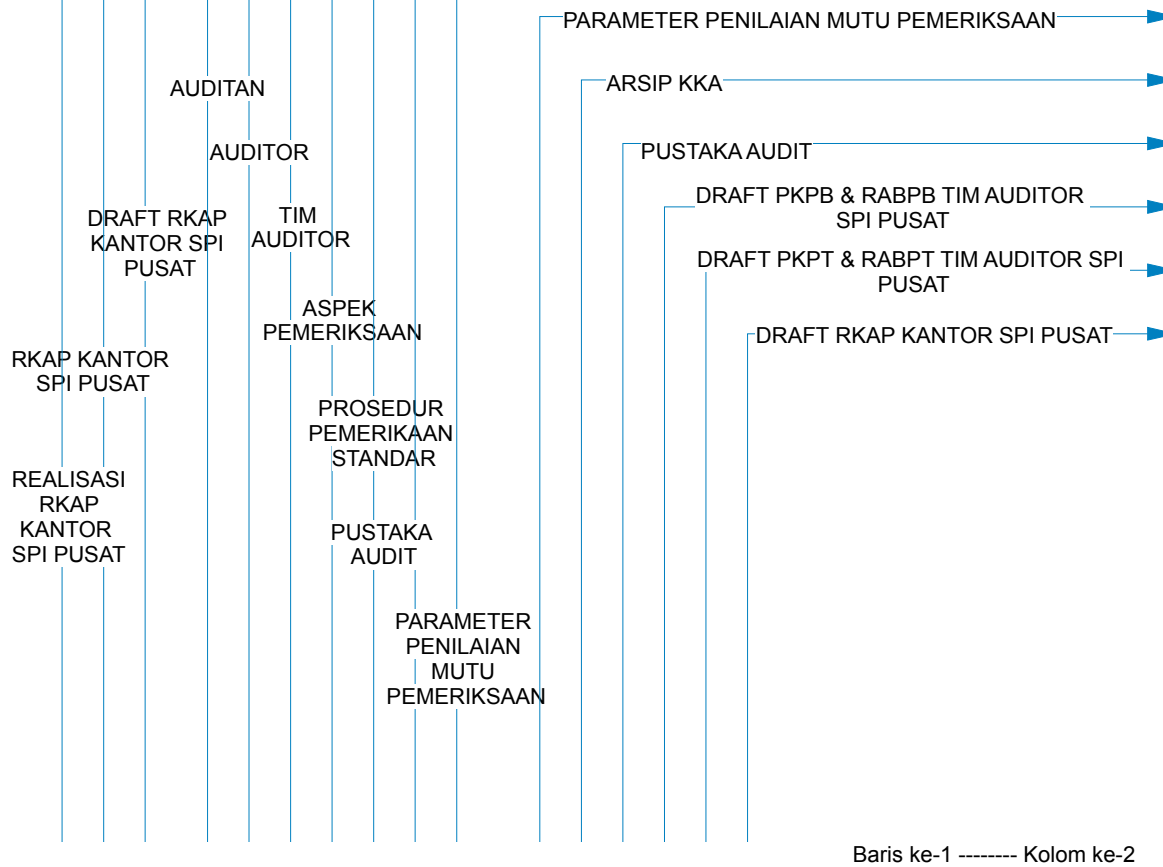 PARAMETER PENILAIAN MUTU PEMERIKSAAN
AUDITAN
ARSIP KKA
AUDITOR
PUSTAKA AUDIT
DRAFT RKAP
KANTOR SPI
PUSAT
TIM
AUDITOR
DRAFT PKPB & RABPB TIM AUDITOR
SPI PUSAT
DRAFT PKPT & RABPT TIM AUDITOR SPI
PUSAT
ASPEK
PEMERIKSAAN
DRAFT RKAP KANTOR SPI PUSAT
RKAP KANTOR
SPI PUSAT
PROSEDUR
PEMERIKAAN
STANDAR
REALISASI
RKAP
KANTOR
SPI PUSAT
PUSTAKA
AUDIT
PARAMETER
PENILAIAN
MUTU
PEMERIKSAAN
Baris ke-1 -------- Kolom ke-2